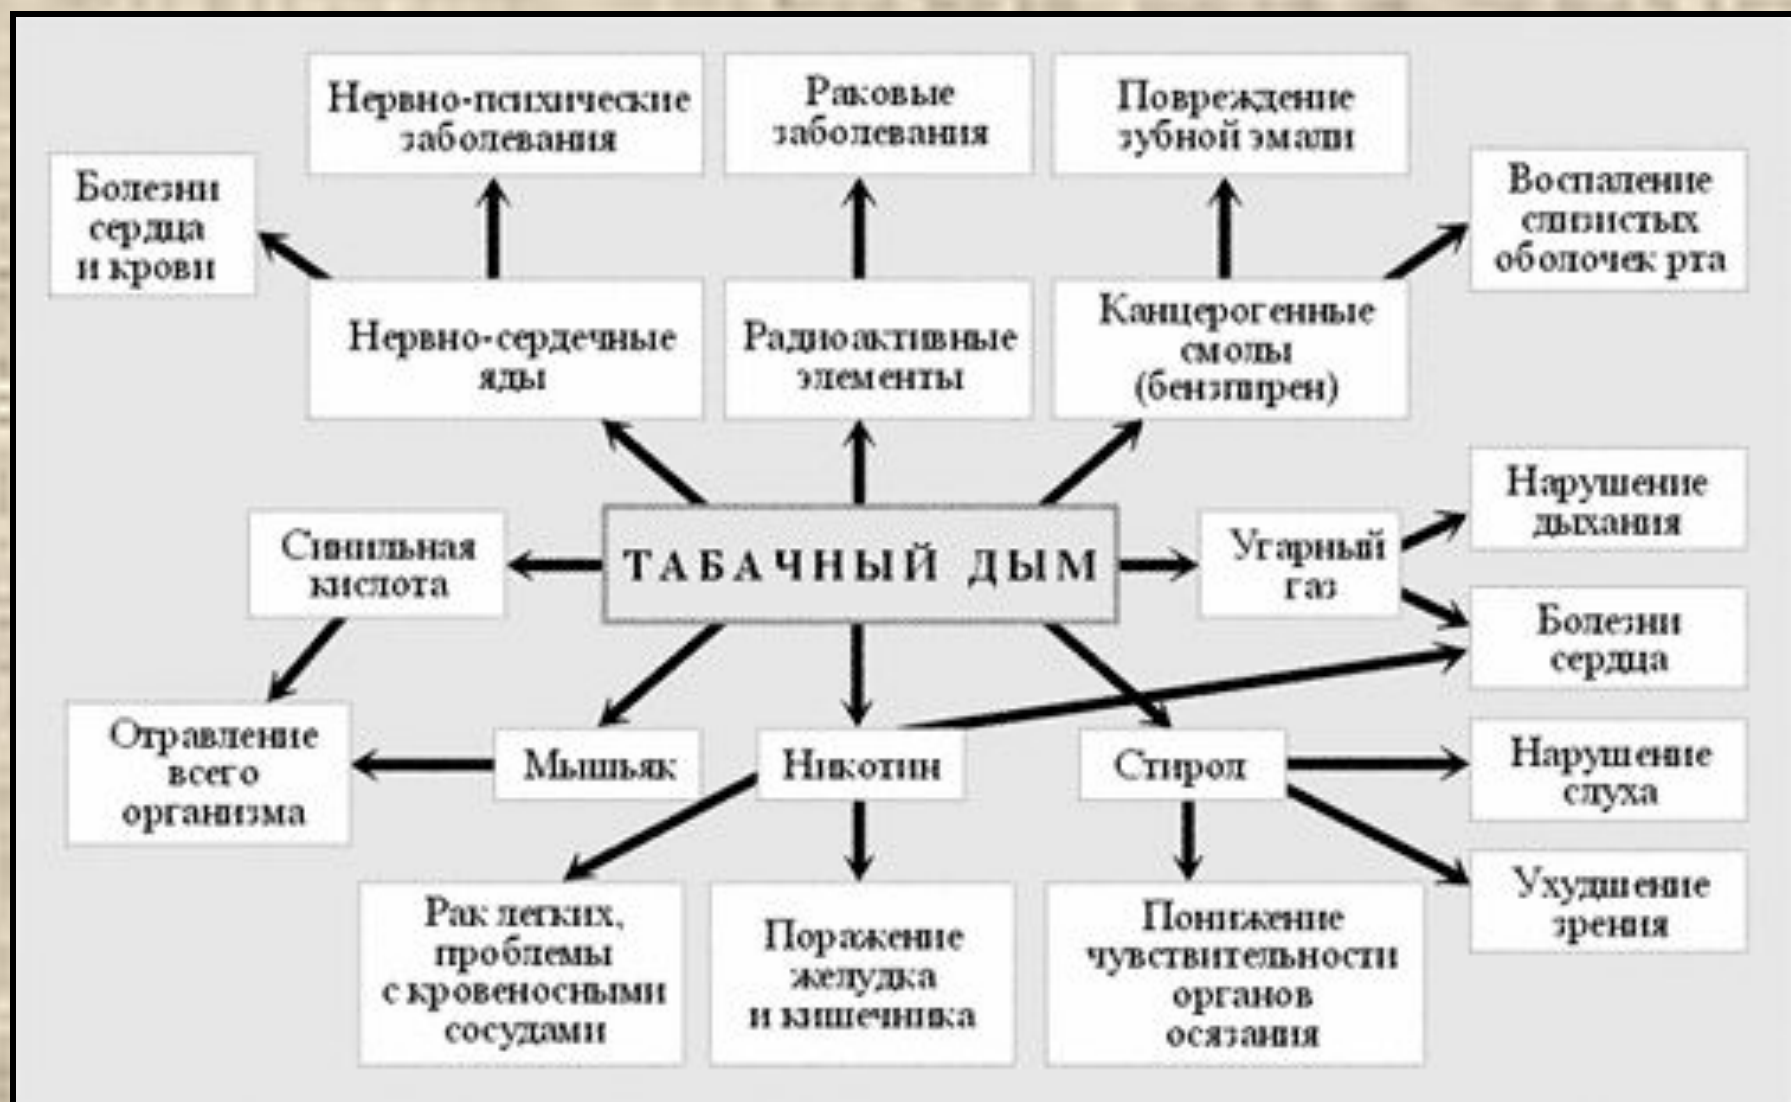 Нервно-психические
заболевания
Раковые
заболевания
Повреждение
зубной эмали
Болезни
сердца
и крови
Воспаление
слизистых
оболочек рта
Нервно-сердечные
яды
Радиоактивные
элементы
Канцерогенные
смолы
(бензпирен)
Нарушение
дыхания
Синильная
кислота
ТАБАЧНЫЙ ДЫМ
Угарный
газ
Болезни
сердца
Отравление
всего
организма
Мышьяк
Никотин
Стирол
Нарушение
слуха
Ухудшение
зрения
Рак легких,
проблемы
с кровеносными
сосудами
Поражение
желудка
и кишечника
Понижение
чувствительности
органов
осязания